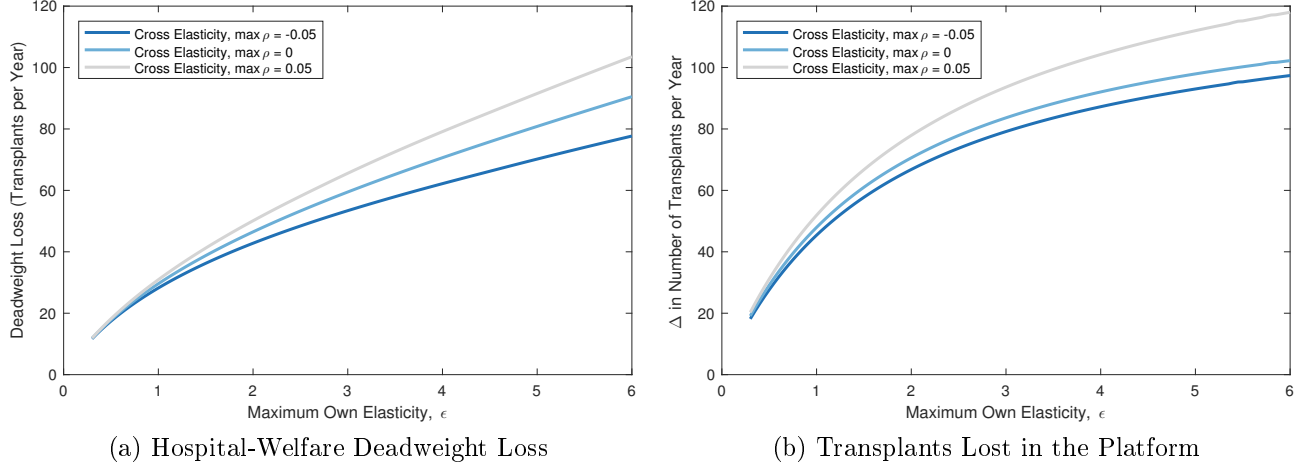 120
100
80
60
40
20
0
Deadweight Loss (Transplants per Year)
Cross Elasticity, max ρ = -0.05
Cross Elasticity, max ρ = 0
Cross Elasticity, max ρ = 0.05
0 1 2 3 4 5 6
Maximum Own Elasticity, ϵ
(a) Hospital-Welfare Deadweight Loss
120
100
80
60
40
20
0
Δ in Number of Transplants per Year
Cross Elasticity, max ρ = -0.05
Cross Elasticity, max ρ = 0
Cross Elasticity, max ρ = 0.05
0 1 2 3 4 5 6
Maximum Own Elasticity, ϵ
(b) Transplants Lost in the Platform